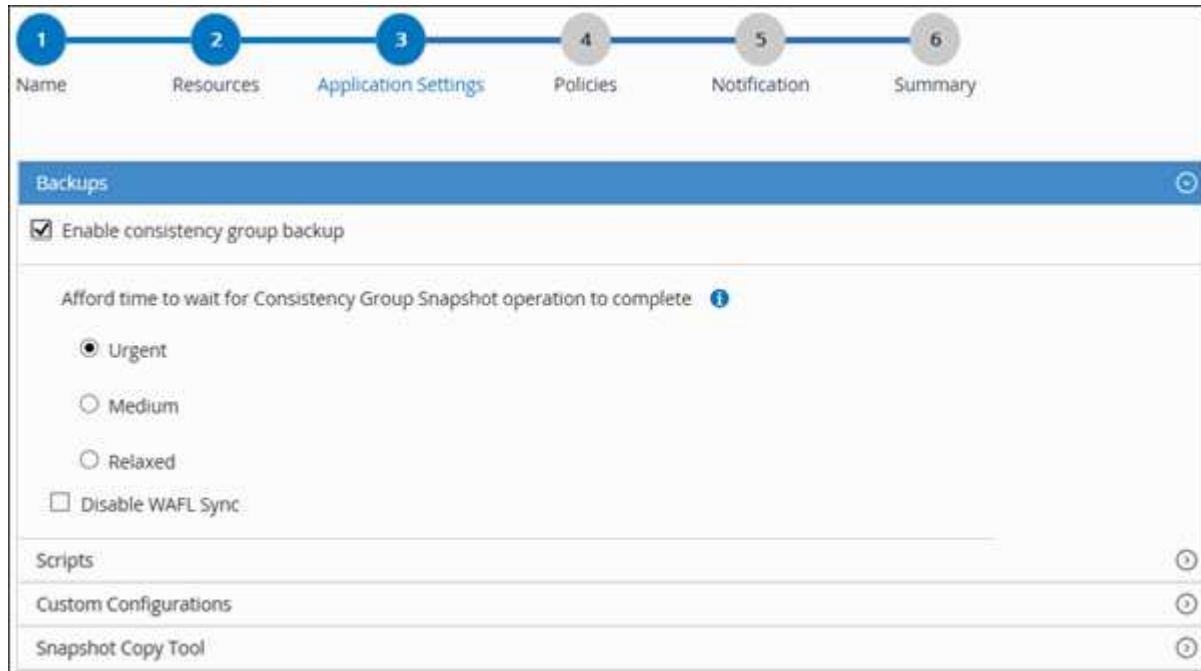 1 2 3 4 5 6
Name Resources Application Settings Policies Notification Summary
Backups
Enable consistency group backup
Afford time to wait for Consistency Group Snapshot operation to complete
Urgent
Medium
Relaxed
Disable WAFL Sync
Scripts
Custom Configurations
Snapshot Copy Tool